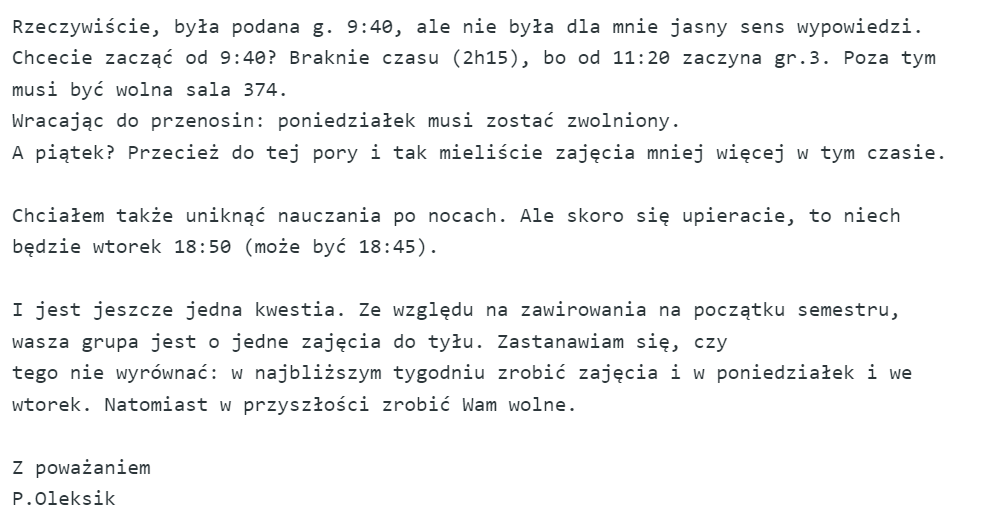 Rzeczywiście, była podana g. 9:40, ale nie była dla mnie jasny sens wypowiedzi.
Chcecie zacząć od 9:40? Braknie czasu (2h15), bo od 11:20 zaczyna gr.3. Poza tym
musi być wolna sala 374.
Wracając do przenosin: poniedziałek musi zostać zwolniony.
A piątek? Przecież do tej pory i tak mieliście zajęcia mniej więcej w tym czasie.
Chciałem także uniknąć nauczania po nocach. Ale skoro się upieracie, to niech
będzie wtorek 18:50 (może być 18:45).
I jest jeszcze jedna kwestia. Ze względu na zawirowania na początku semestru,
wasza grupa jest o jedne zajęcia do tyłu. Zastanawiam się, czy
tego nie wyrównać: w najbliższym tygodniu zrobić zajęcia i w poniedziałek i we
wtorek. Natomiast w przyszłości zrobić Wam wolne.
Z poważaniem
P.Oleksik